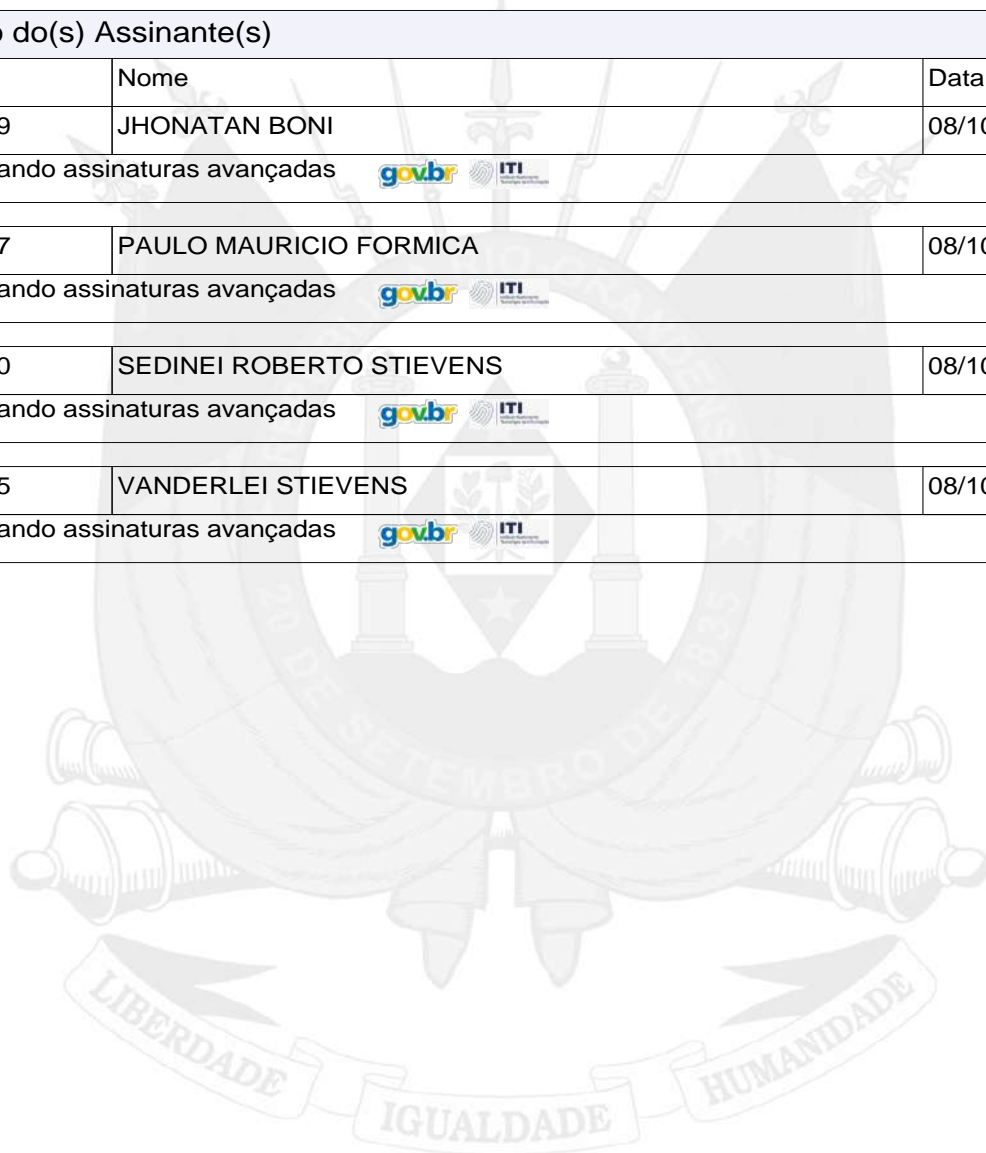 o do(s) Assinante(s)
Nome Data
9 JHONATAN BONI 08/10
ando assinaturas avançadas gov.br ITI
7 PAULO MAURICIO FORMICA 08/10
ando assinaturas avançadas gov.br ITI
0 SEDINEI ROBERTO STIEVENS 08/10
ando assinaturas avançadas gov.br ITI
5 VANDERLEI STIEVENS 08/10
ando assinaturas avançadas gov.br ITI
20 DE SETEMBRO DE 1835
LIBERDADE IGUALDADE HUMANIDADE